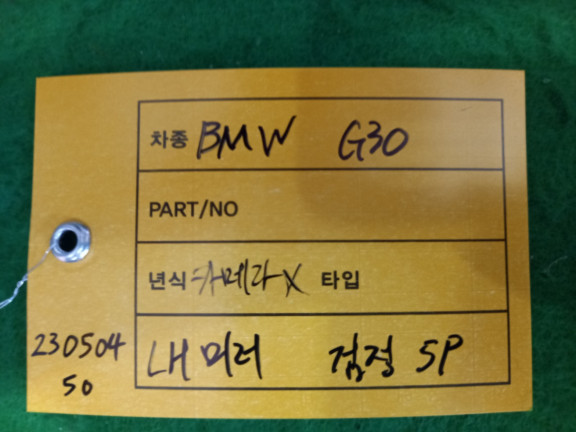 차종 BMW G30
PART/NO
년식 카메라 X 타입
LH 미러 검정 5P
230504
50